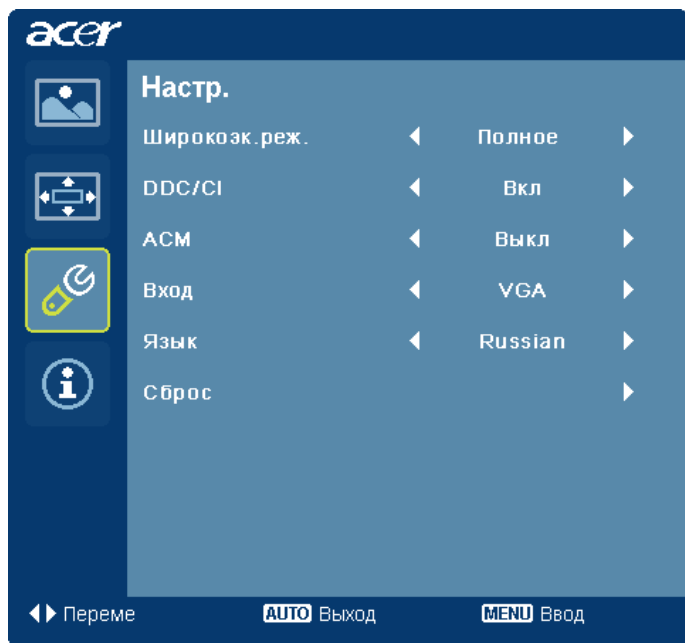 acer
Настр.
Широкоэк.реж. Полное
DDC/CI Вкл
ACM Выкл
Вход VGA
Язык Russian
Сброс
Переме AUTO Выход MENU Ввод